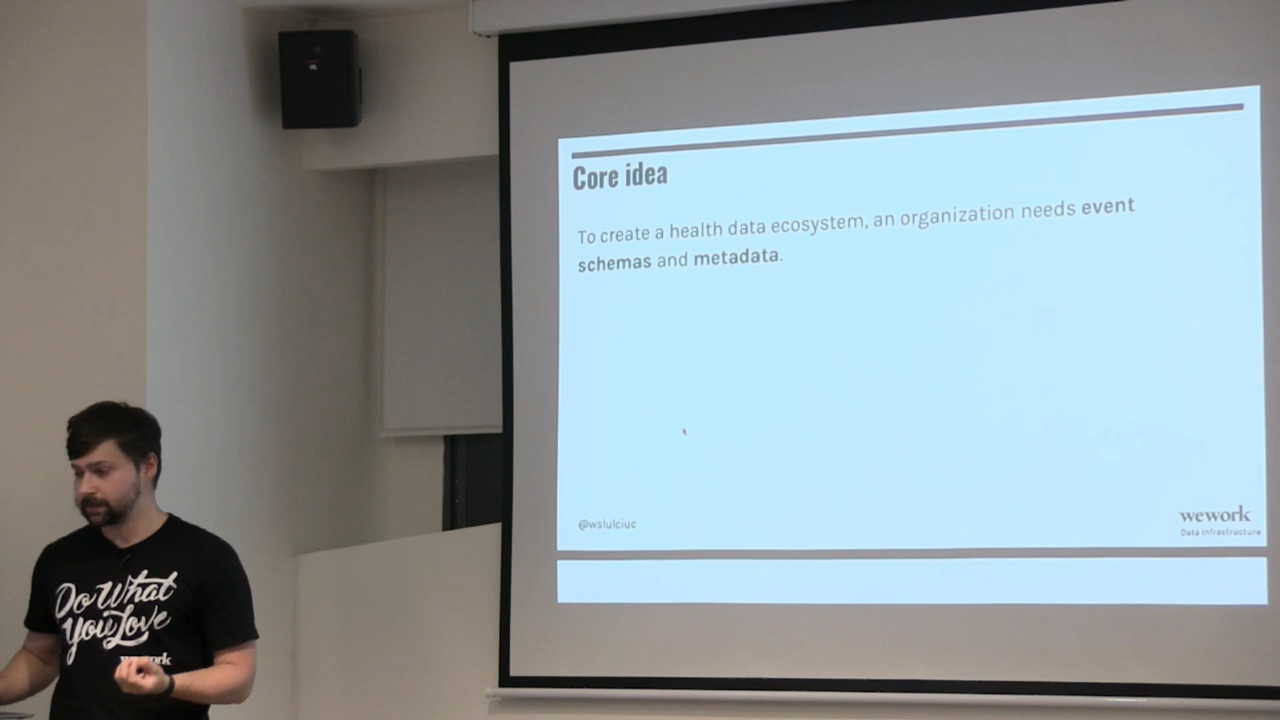 Core idea
To create a health data ecosystem, an organization needs event
schemas and metadata.
@wslulciuc
wework
Data Infrastructure
Do What
You Love
wework